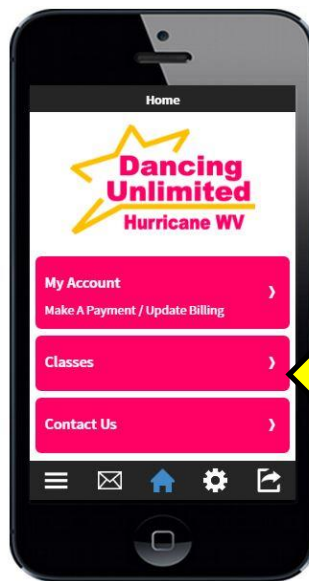 Home
Dancing
Unlimited
Hurricane WV
My Account
Make A Payment / Update Billing
Classes
Contact Us